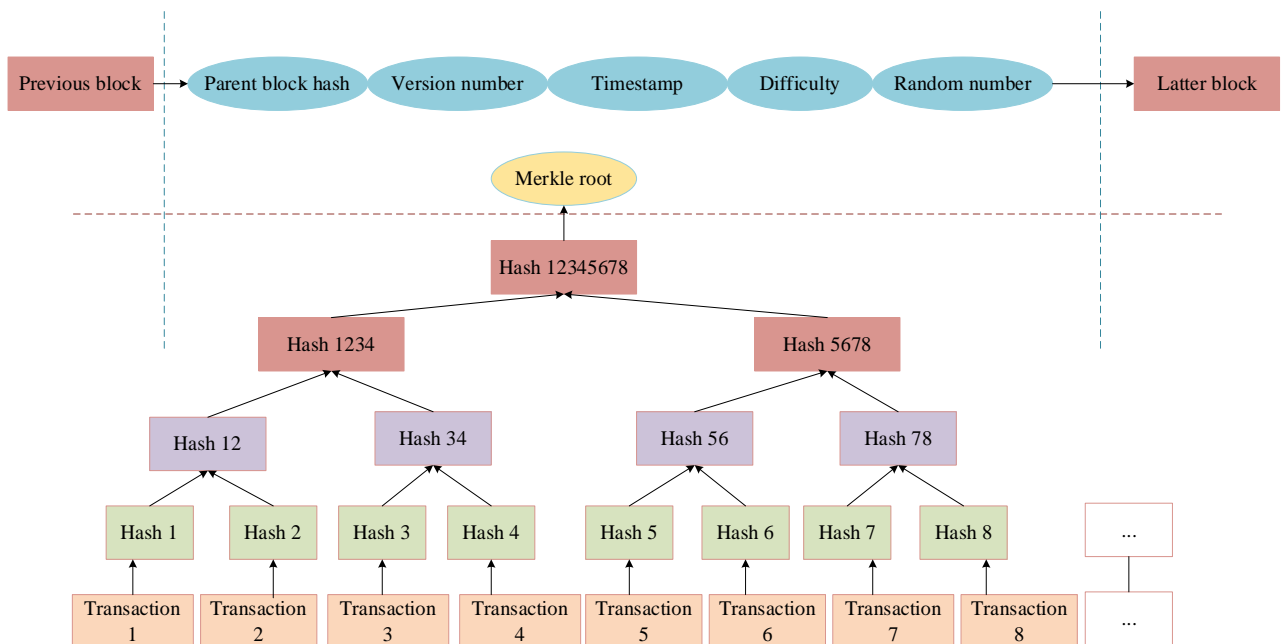 Previous block
Parent block hash
Version number
Timestamp
Difficulty
Random number
Latter block
Merkle root
Hash 12345678
Hash 1234
Hash 5678
Hash 12
Hash 34
Hash 56
Hash 78
Hash 1
Hash 2
Hash 3
Hash 4
Hash 5
Hash 6
Hash 7
Hash 8
...
Transaction
1
Transaction
2
Transaction
3
Transaction
4
Transaction
5
Transaction
6
Transaction
7
Transaction
8
...